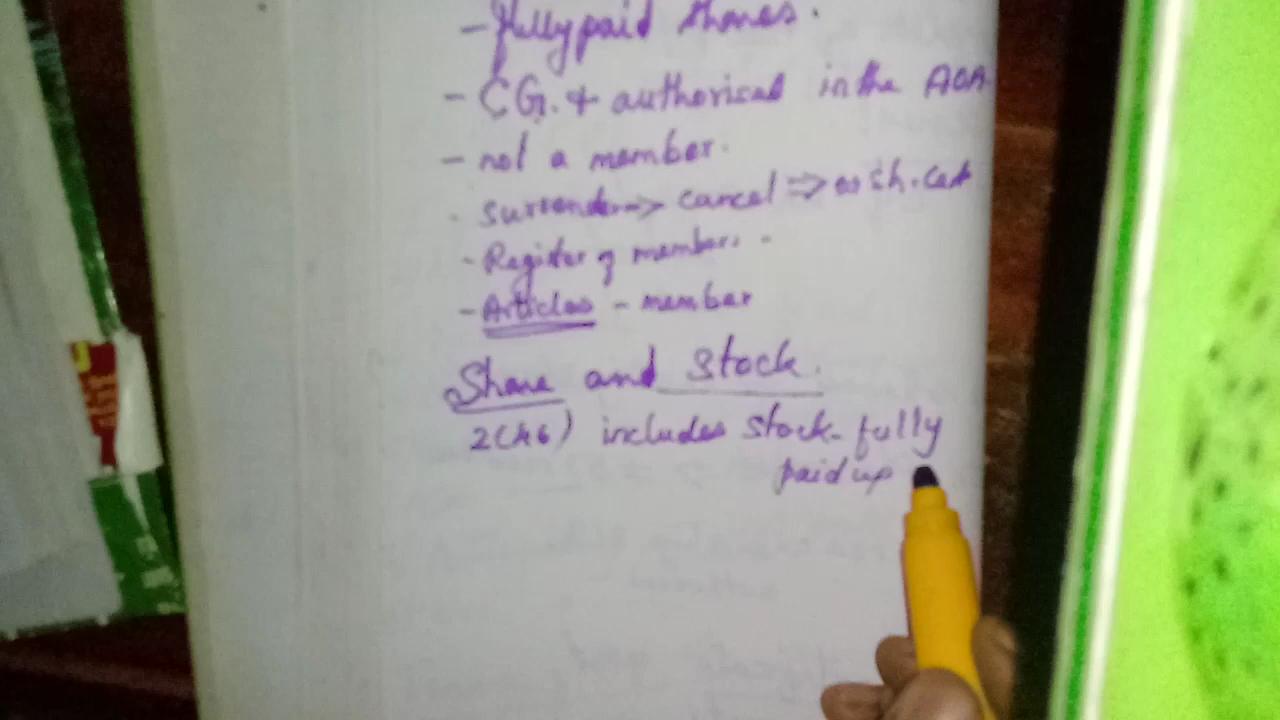 - fully paid shares.
- CG. & authorised in the AOA
- not a member.
- surrender -> cancel => sh. cert
- Register of members -
- Articles - member
Share and Stock.
2(46) includes stock - fully
paid up